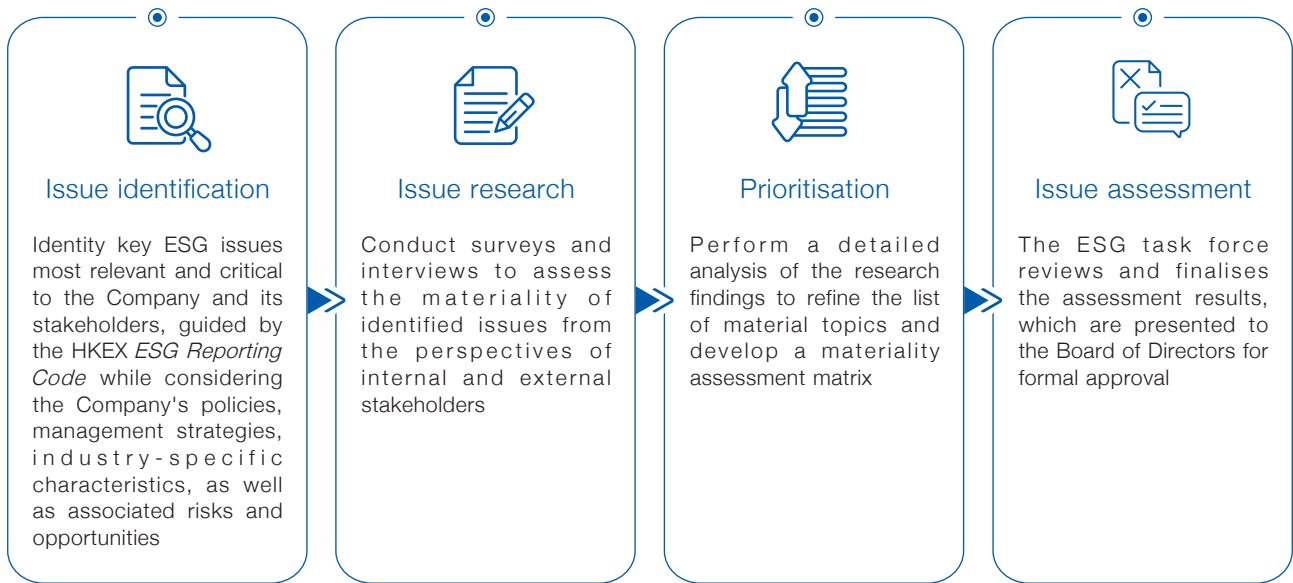 Issue identification
Identity key ESG issues
most relevant and critical
to the Company and its
stakeholders, guided by
the HKEX ESG Reporting
Code while considering
the Company's policies,
management strategies,
industry-specific
characteristics, as well
as associated risks and
opportunities
Issue research
Conduct surveys and
interviews to assess
the materiality of
identified issues from
the perspectives of
internal and external
stakeholders
Prioritisation
Perform a detailed
analysis of the research
findings to refine the list
of material topics and
develop a materiality
assessment matrix
Issue assessment
The ESG task force
reviews and finalises
the assessment results,
which are presented to
the Board of Directors for
formal approval